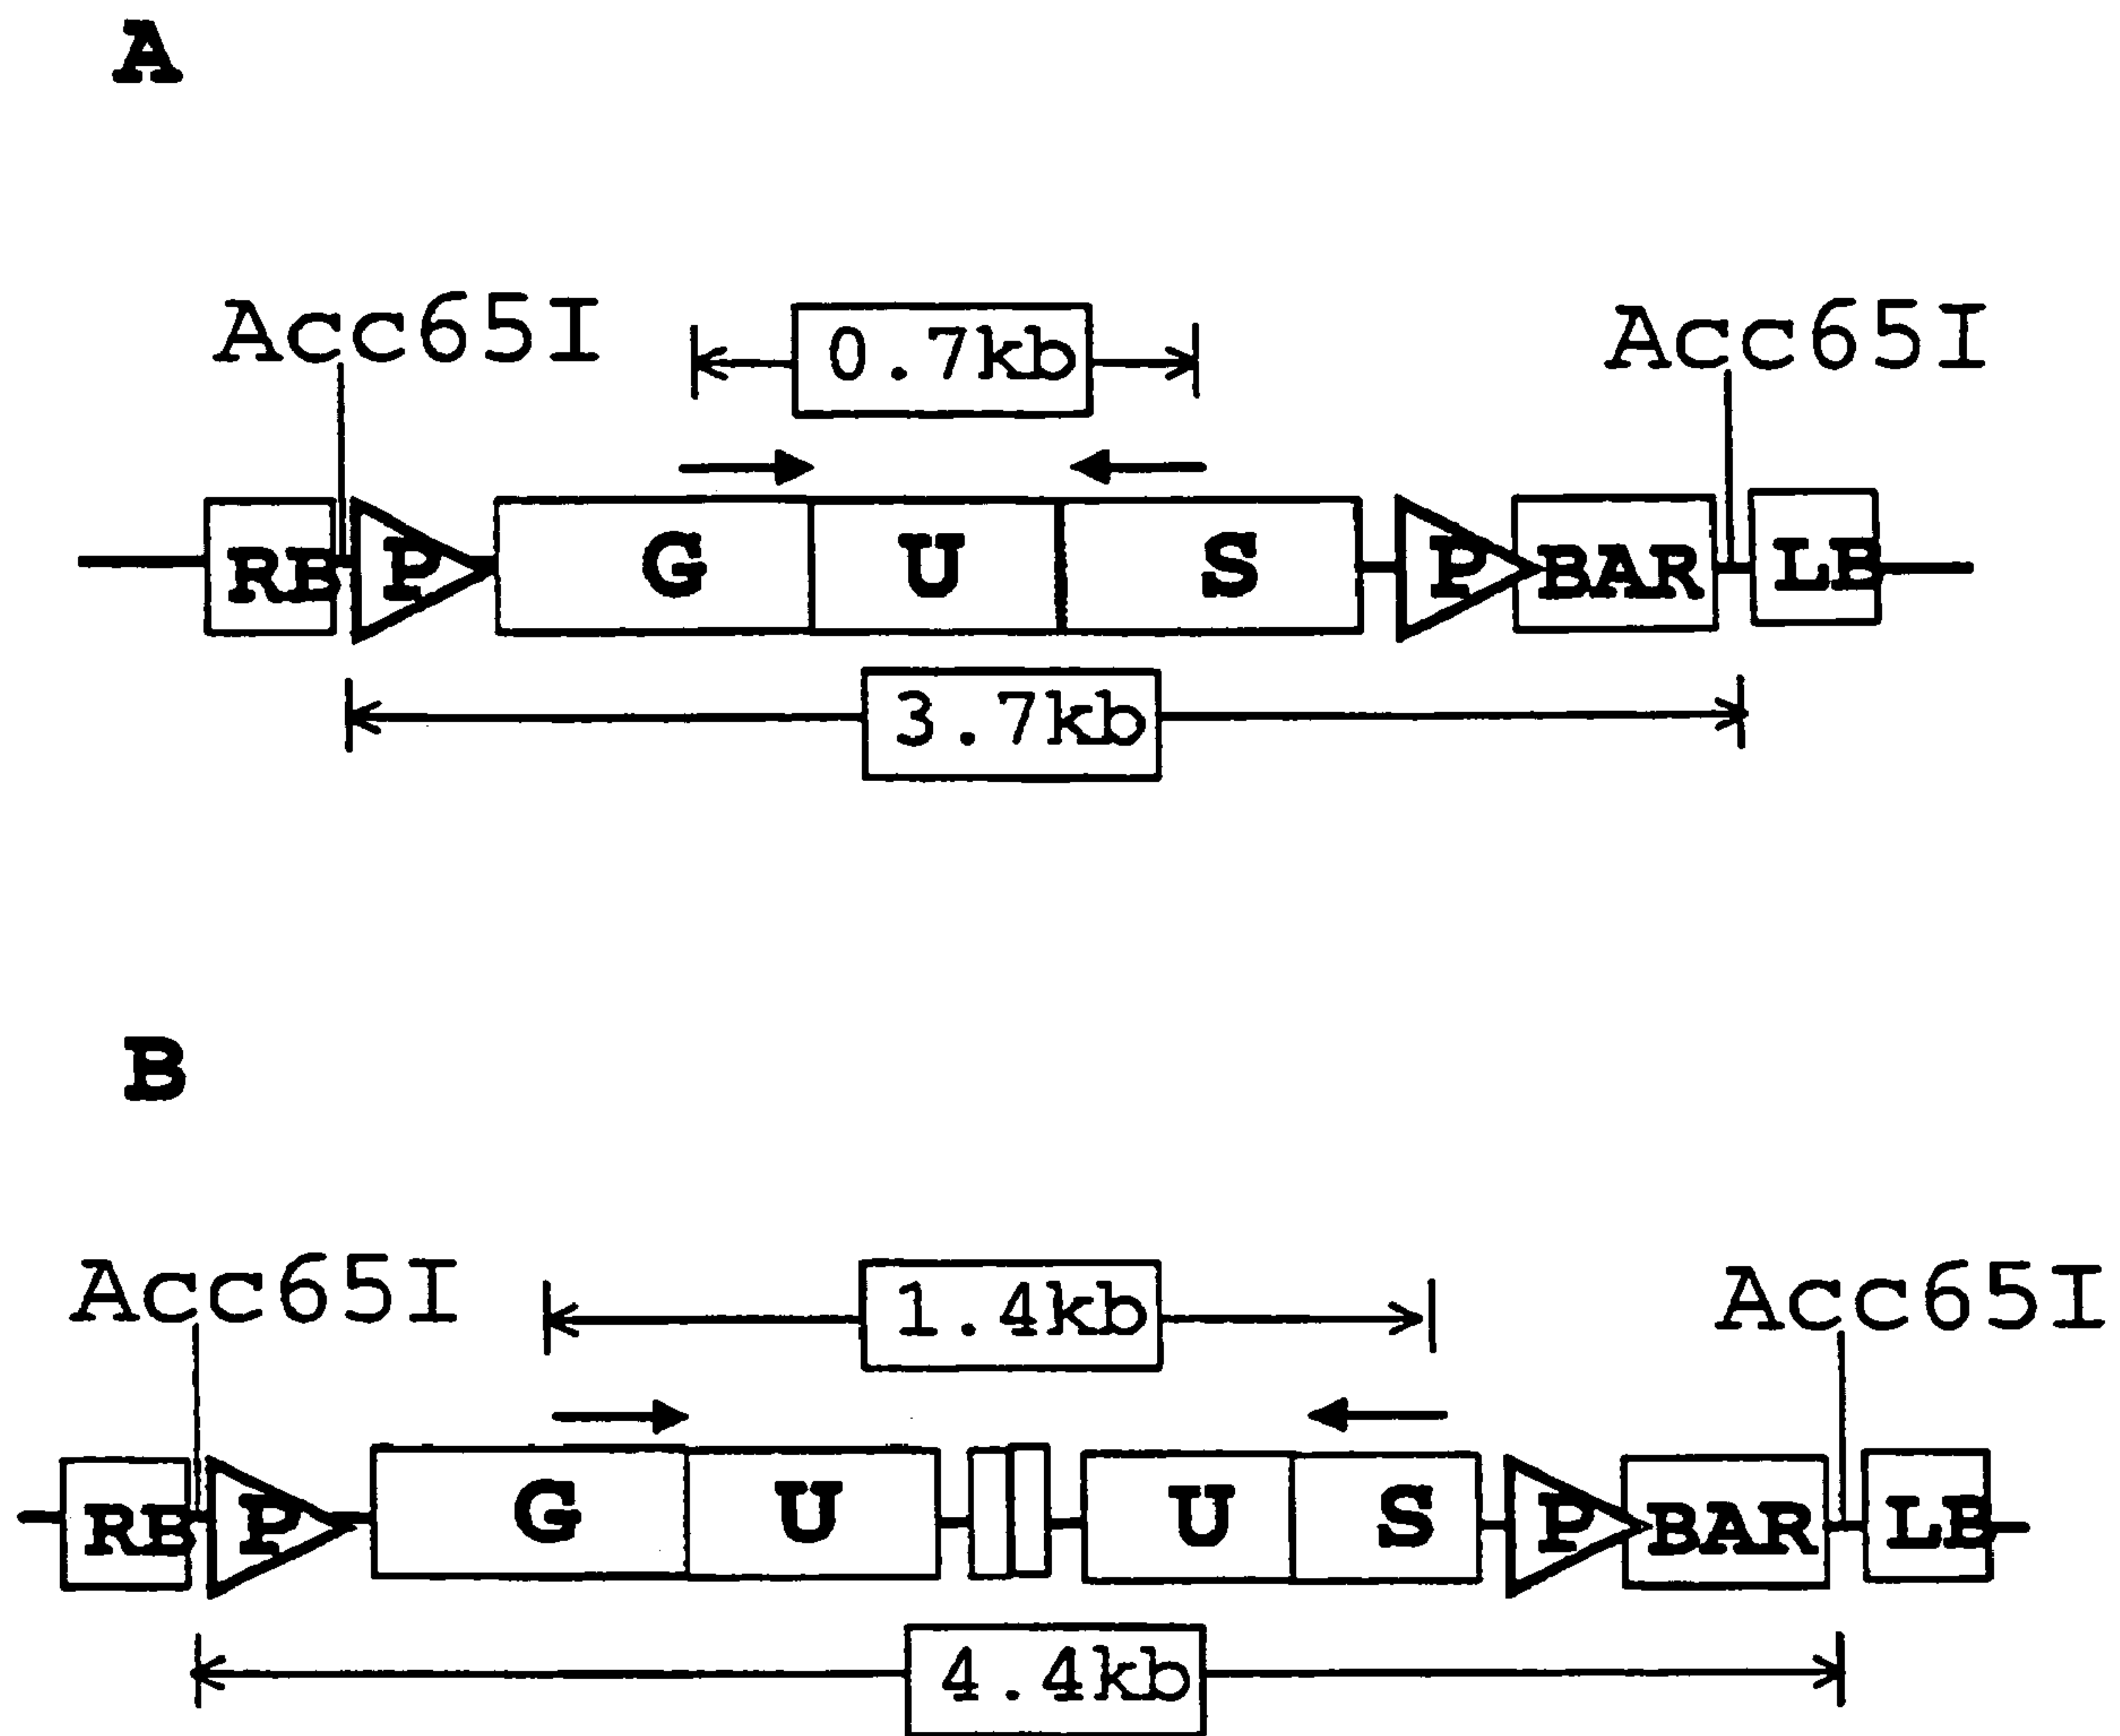 A
Acc65I 0.7kb Acc65I
RB P G U S P BAR LB
3.7kb
B
Acc65I 1.4kb Acc65I
RB P G U U S P BAR LB
4.4kb